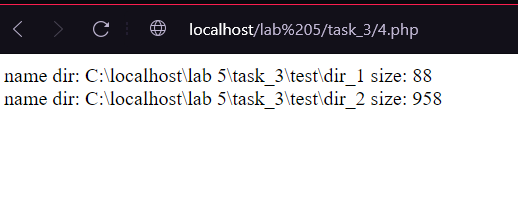 localhost/lab%205/task_3/4.php
name dir: C:\localhost\lab 5\task_3\test\dir_1 size: 88
name dir: C:\localhost\lab 5\task_3\test\dir_2 size: 958